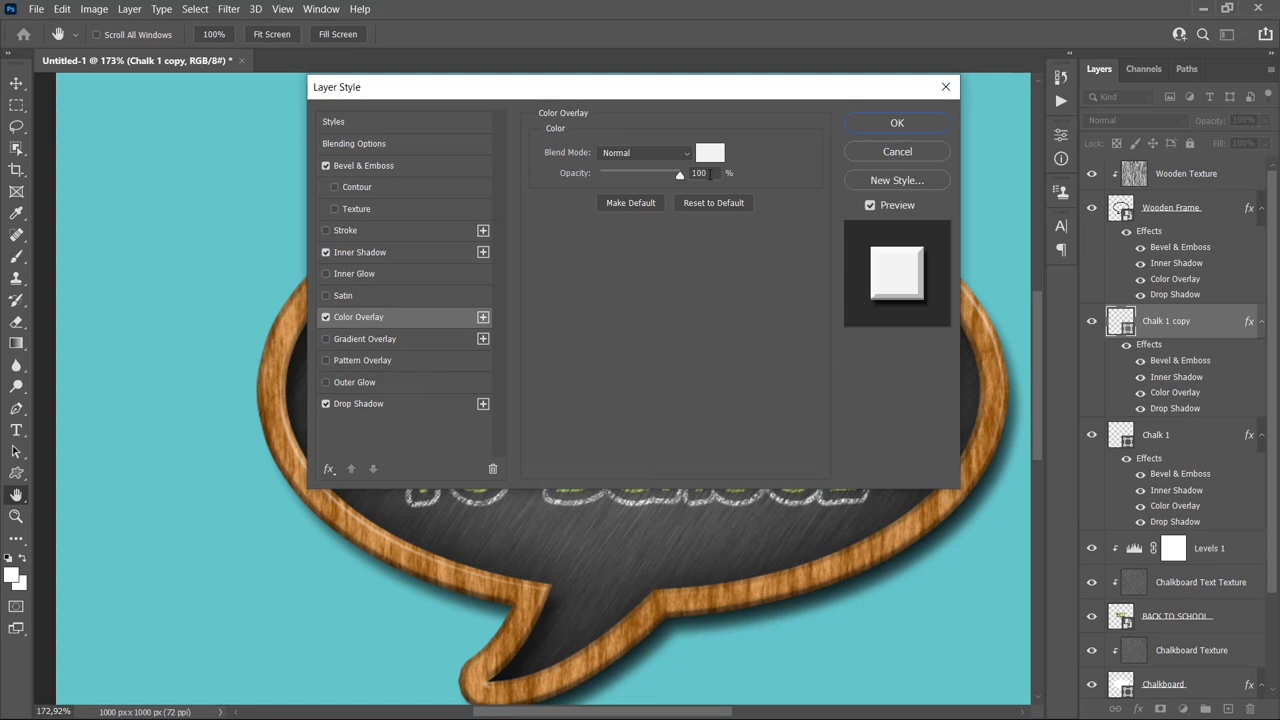 Ps File Edit Image Layer Type Select Filter 3D View Window Help
Scroll All Windows 100% Fit Screen Fill Screen
Untitled-1 @ 173% (Chalk 1 copy, RGB/8#) *
Layer Style
Styles
Blending Options
Bevel & Emboss
Contour
Texture
Stroke
Inner Shadow
Inner Glow
Satin
Color Overlay
Gradient Overlay
Pattern Overlay
Outer Glow
Drop Shadow
fx
Color Overlay
Color
Blend Mode: Normal
Opacity: 100 %
Make Default Reset to Default
OK
Cancel
New Style...
Preview
Layers Channels Paths
Kind
Normal Opacity: 100%
Lock: Fill: 100%
Wooden Texture
Wooden Frame fx
Effects
Bevel & Emboss
Inner Shadow
Color Overlay
Drop Shadow
Chalk 1 copy fx
Effects
Bevel & Emboss
Inner Shadow
Color Overlay
Drop Shadow
Chalk 1 fx
Effects
Bevel & Emboss
Inner Shadow
Color Overlay
Drop Shadow
Levels 1
Chalkboard Text Texture
BACK TO SCHOOL
Chalkboard Texture
Chalkboard fx
fx
172,92% 1000 px x 1000 px (72 ppi)